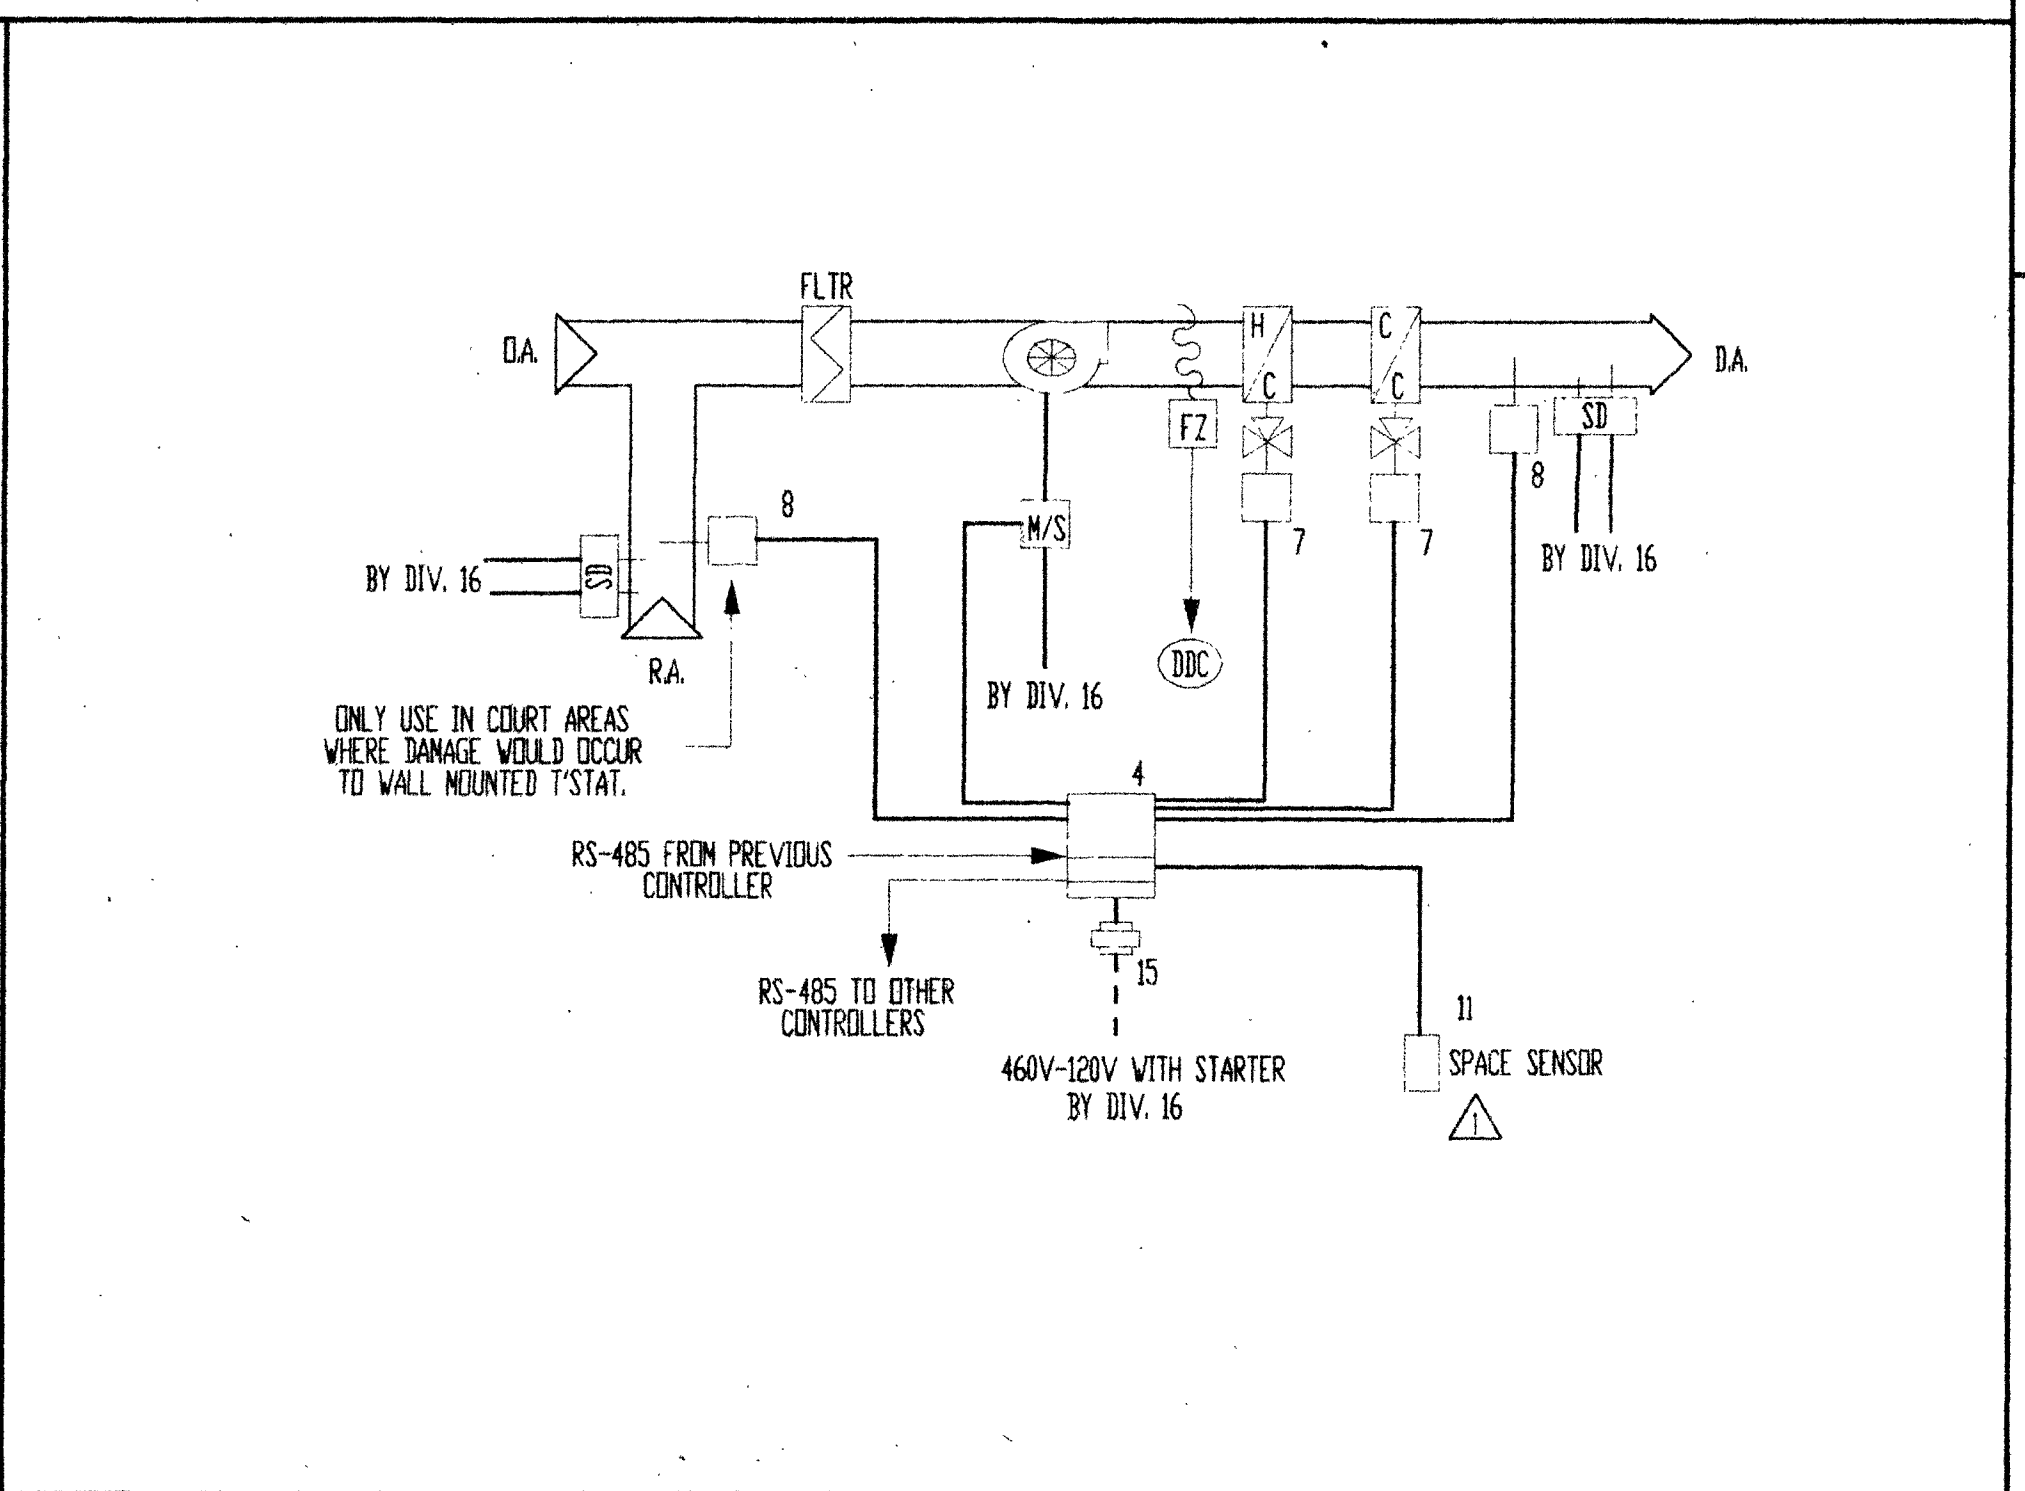 FLTR
O.A.
H
C
C
C
D.A.
FZ
SD
8
8
M/S
7
7
BY DIV. 16
BY DIV. 16
SD
R.A.
DDC
BY DIV. 16
ONLY USE IN COURT AREAS
WHERE DAMAGE WOULD OCCUR
TO WALL MOUNTED T'STAT.
4
RS-485 FROM PREVIOUS
CONTROLLER
15
RS-485 TO OTHER
CONTROLLERS
11
460V-120V WITH STARTER
BY DIV. 16
SPACE SENSOR
1